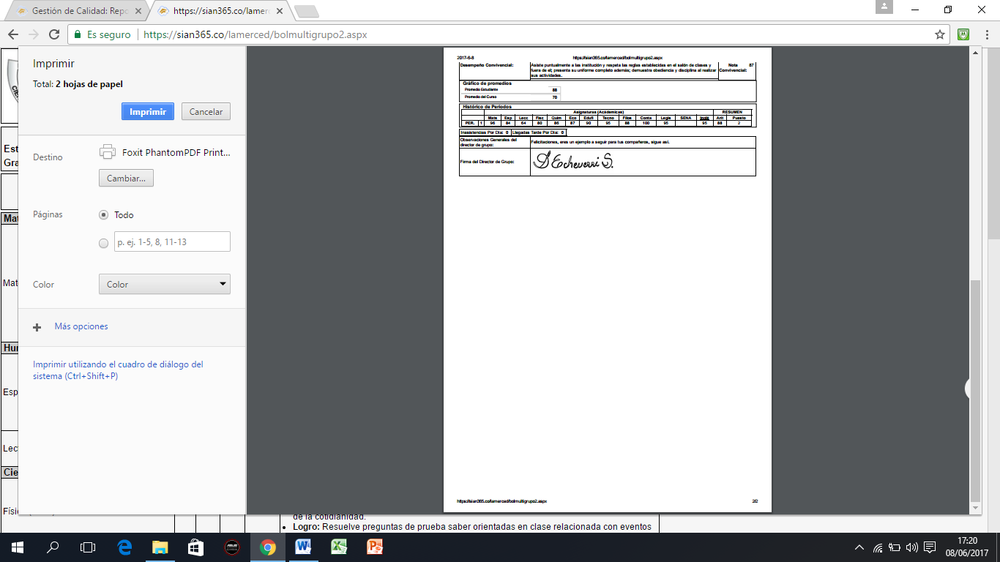 Gestión de Calidad: Repo
https://sian365.co/lamerc
Es seguro
https://sian365.co/lamerced/bolmultigrupo2.aspx
Imprimir
Total: 2 hojas de papel
Imprimir
Cancelar
Destino
Foxit PhantomPDF Print...
Cambiar...
Páginas
Todo
p. ej. 1-5, 8, 11-13
Color
Color
Más opciones
Imprimir utilizando el cuadro de diálogo del
sistema (Ctrl+Shift+P)
Est
Gra
Mat
Mat
Hur
Esp
Lec
Cie
Físi
2017-6-8
https://sian365.co/lamerced/bolmultigrupo2.aspx
Desempeño Convivencial:
Asiste puntualmente a las institución y respeta las reglas establecidas en el salón de clases y
fuera de el; presenta su uniforme completo además; demuestra obediencia y disciplina al realizar
sus actividades.
Nota 87
Convivencial:
Gráfico de promedios
Promedio Estudiante 88
Promedio del Curso 70
Histórico de Periodos
Asignaturas (Académicas) RESUMEN
Mate Esp Lecc Fisc Quim Eco Edufi Tecno Filos Conta Legis SENA Inglé Arit Puesto
PER. 1 96 84 64 80 86 87 90 95 88 100 95 95 88 2
Inasistencias Por Día: 0 Llegadas Tarde Por Día: 0
Observaciones Generales del
director de grupo:
Felicitaciones, eres un ejemplo a seguir para tus compañeros, sigue asi.
Firma del Director de Grupo:
D Echeverri S.
https://sian365.co/lamerced/bolmultigrupo2.aspx
2/2
de la cotidianidad.
• Logro: Resuelve preguntas de prueba saber orientadas en clase relacionada con eventos
17:20
08/06/2017